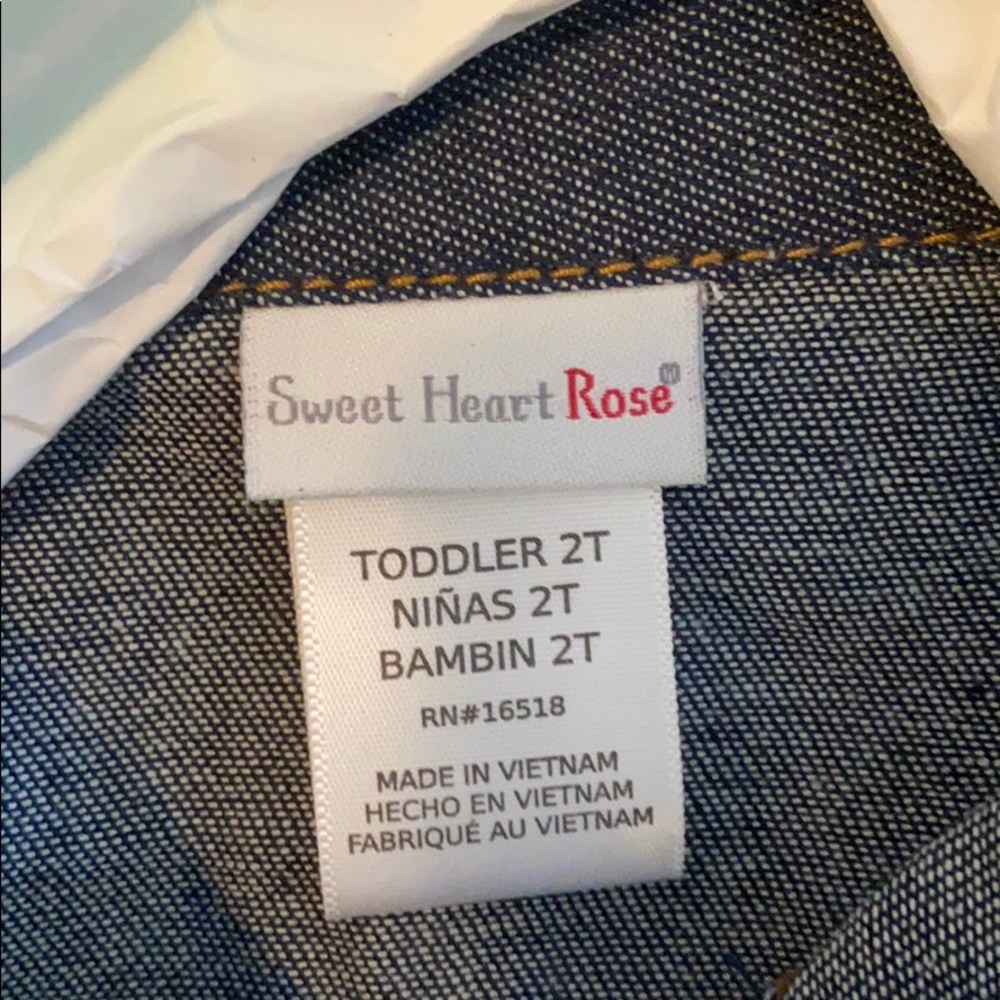 Sweet Heart Rose®
TODDLER 2T
NIÑAS 2T
BAMBIN 2T
RN#16518
MADE IN VIETNAM
HECHO EN VIETNAM
FABRIQUÉ AU VIETNAM